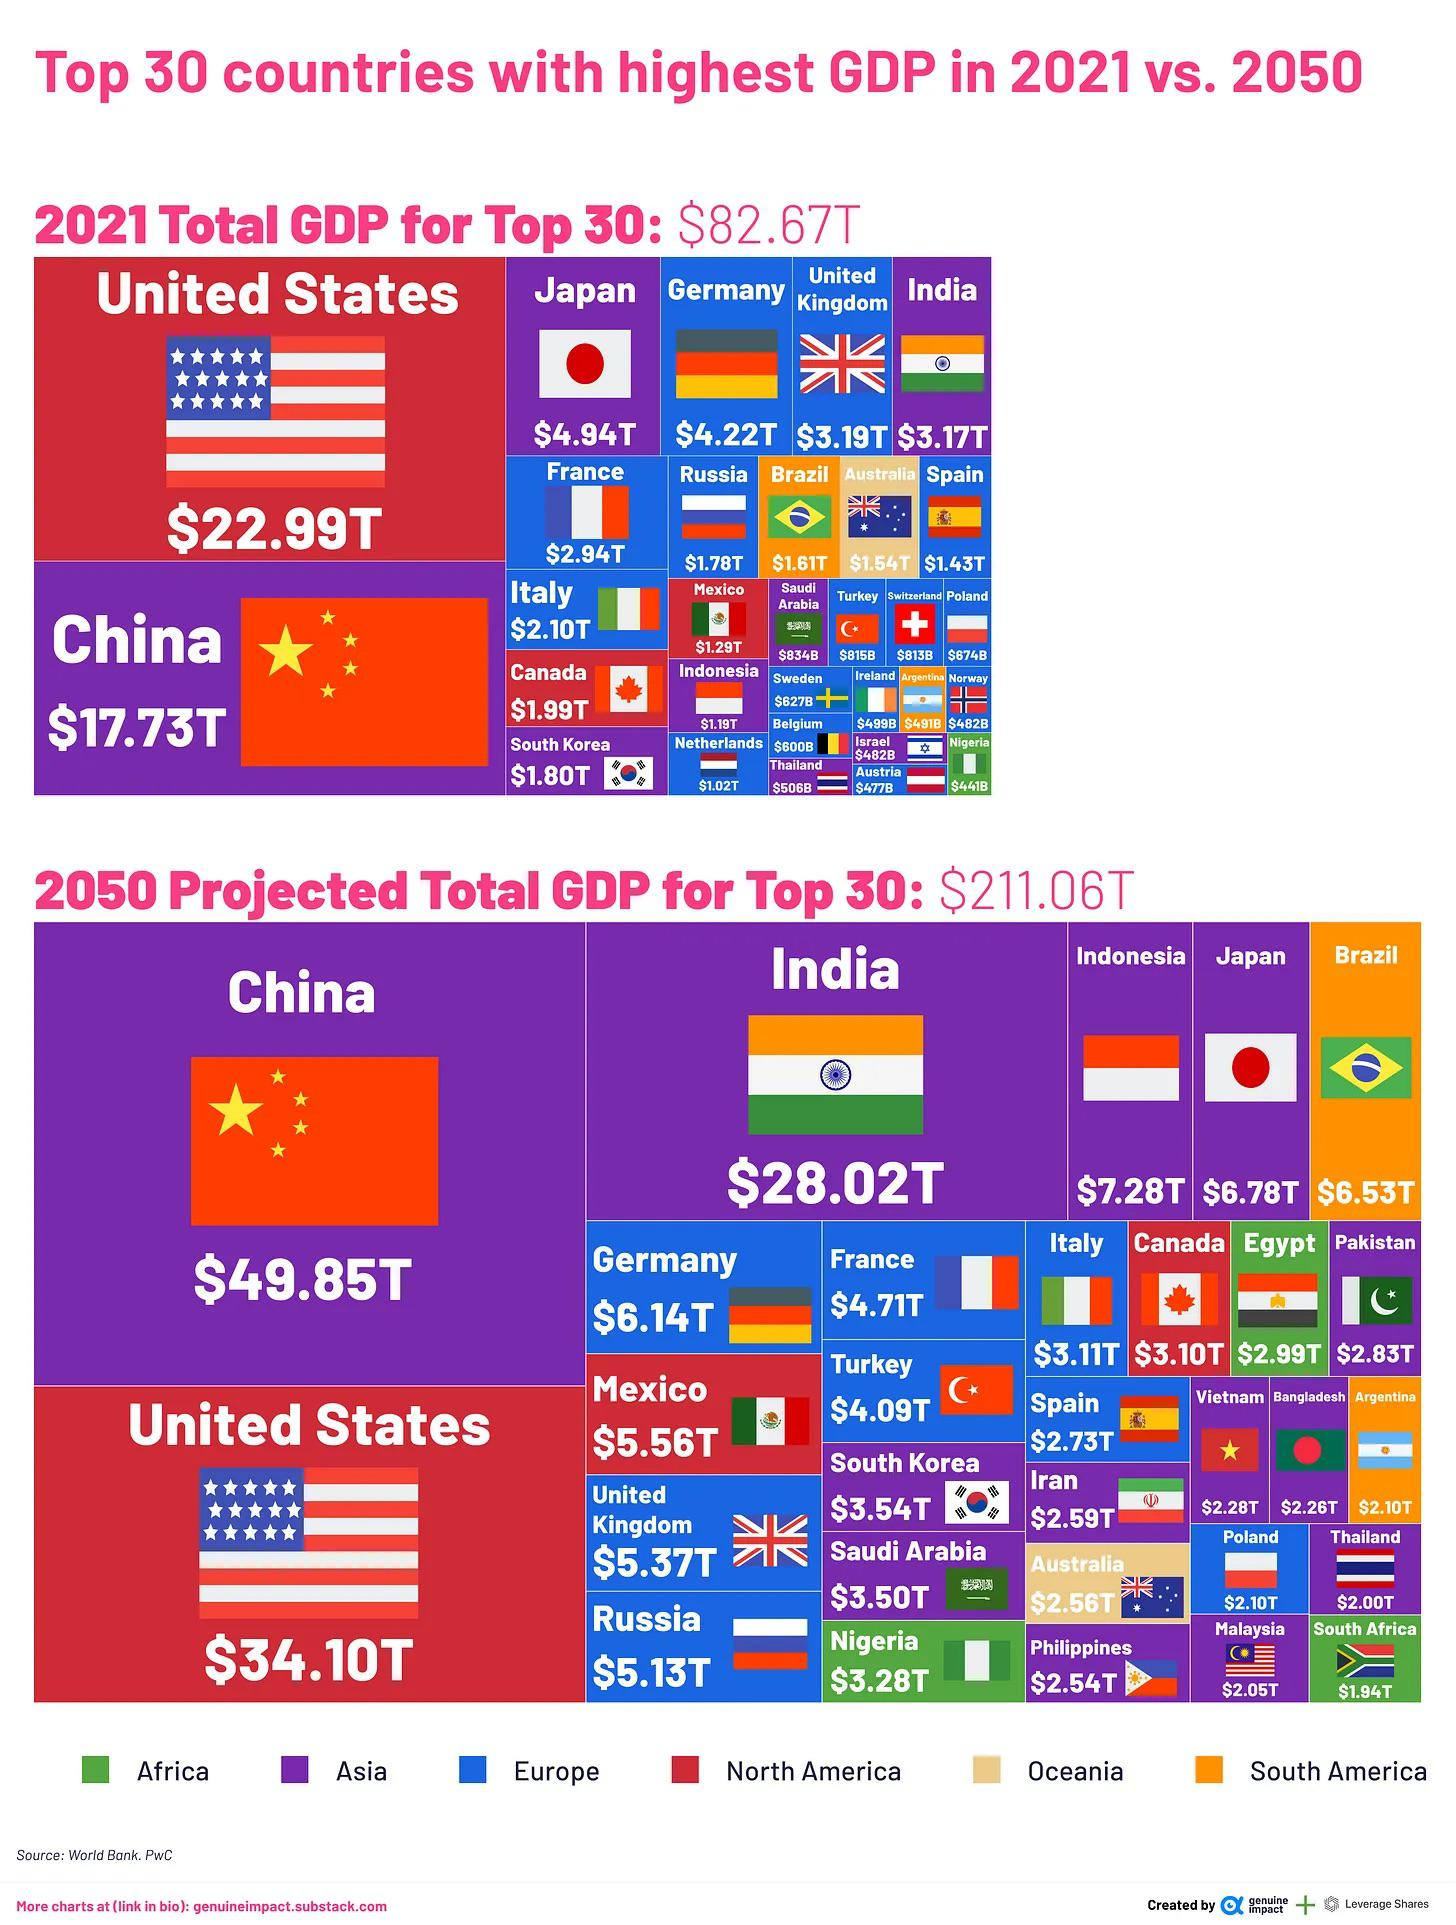 Top 30 countries with highest GDP in 2021 vs. 2050
2021 Total GDP for Top 30: $82.67T
United States
$22.99T
China
$17.73T
Japan
$4.94T
Germany
$4.22T
United
Kingdom
$3.19T
India
$3.17T
France
$2.94T
Italy
$2.10T
Canada
$1.99T
South Korea
$1.80T
Russia
$1.78T
Brazil
$1.61T
Australia
$1.54T
Spain
$1.43T
Mexico
$1.29T
Indonesia
$1.19T
Netherlands
$1.02T
Saudi
Arabia
$834B
Turkey
$815B
Switzerland
$813B
Poland
$674B
Sweden
$627B
Belgium
$600B
Thailand
$506B
Ireland
$499B
Argentina
$491B
Norway
$482B
Israel
$482B
Austria
$477B
Nigeria
$441B
2050 Projected Total GDP for Top 30: $211.06T
China
$49.85T
United States
$34.10T
India
$28.02T
Indonesia
$7.28T
Japan
$6.78T
Brazil
$6.53T
Germany
$6.14T
Mexico
$5.56T
United
Kingdom
$5.37T
Russia
$5.13T
France
$4.71T
Turkey
$4.09T
South Korea
$3.54T
Saudi Arabia
$3.50T
Nigeria
$3.28T
Italy
$3.11T
Canada
$3.10T
Egypt
$2.99T
Pakistan
$2.83T
Spain
$2.73T
Iran
$2.59T
Australia
$2.56T
Philippines
$2.54T
Vietnam
$2.28T
Bangladesh
$2.26T
Argentina
$2.10T
Poland
$2.10T
Thailand
$2.00T
Malaysia
$2.05T
South Africa
$1.94T
Africa
Asia
Europe
North America
Oceania
South America
Source: World Bank. PwC
More charts at (link in bio): genuineimpact.substack.com
Created by genuine impact + Leverage Shares